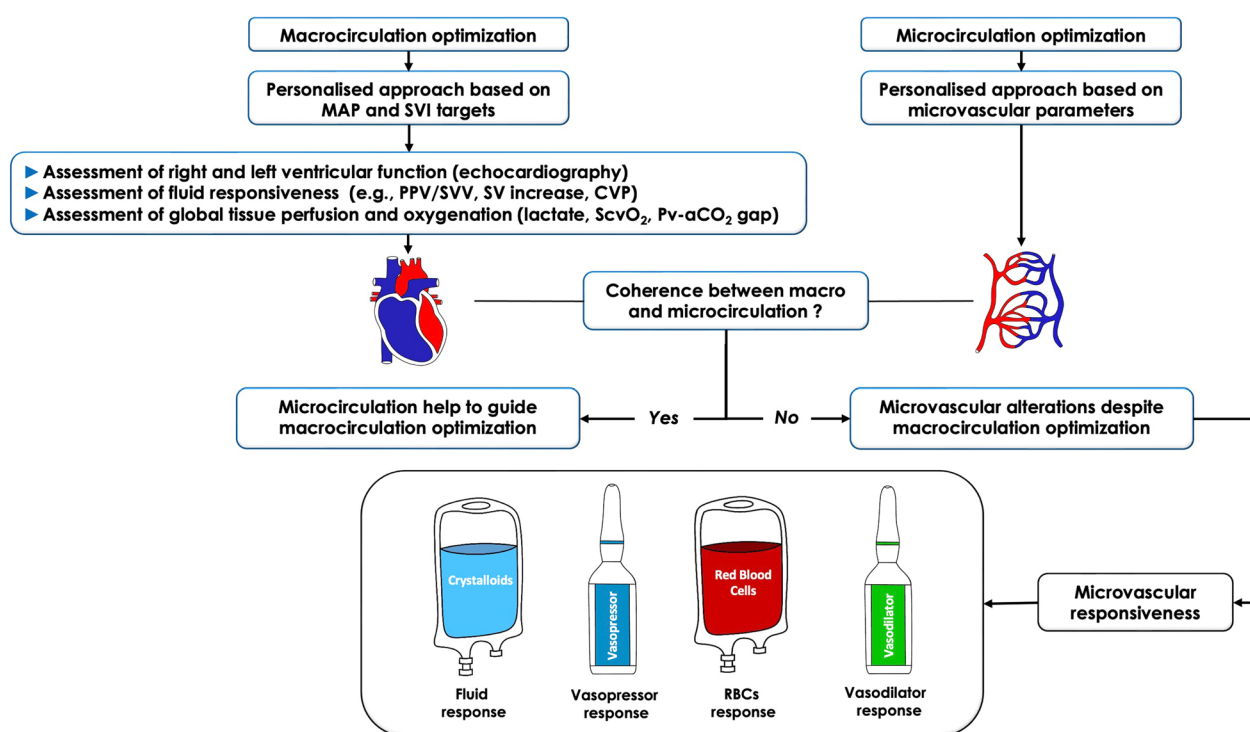 Macrocirculation optimization
Microcirculation optimization
Personalised approach based on
MAP and SVI targets
Personalised approach based on
microvascular parameters
► Assessment of right and left ventricular function (echocardiography)
► Assessment of fluid responsiveness (e.g., PPV/SVV, SV increase, CVP)
► Assessment of global tissue perfusion and oxygenation (lactate, ScvO₂, Pv-aCO₂ gap)
Coherence between macro
and microcirculation ?
Microcirculation help to guide
macrocirculation optimization
Yes
No
Microvascular alterations despite
macrocirculation optimization
Crystalloids
Vasopressor
Red Blood
Cells
Vasodilator
Microvascular
responsiveness
Fluid
response
Vasopressor
response
RBCs
response
Vasodilator
response